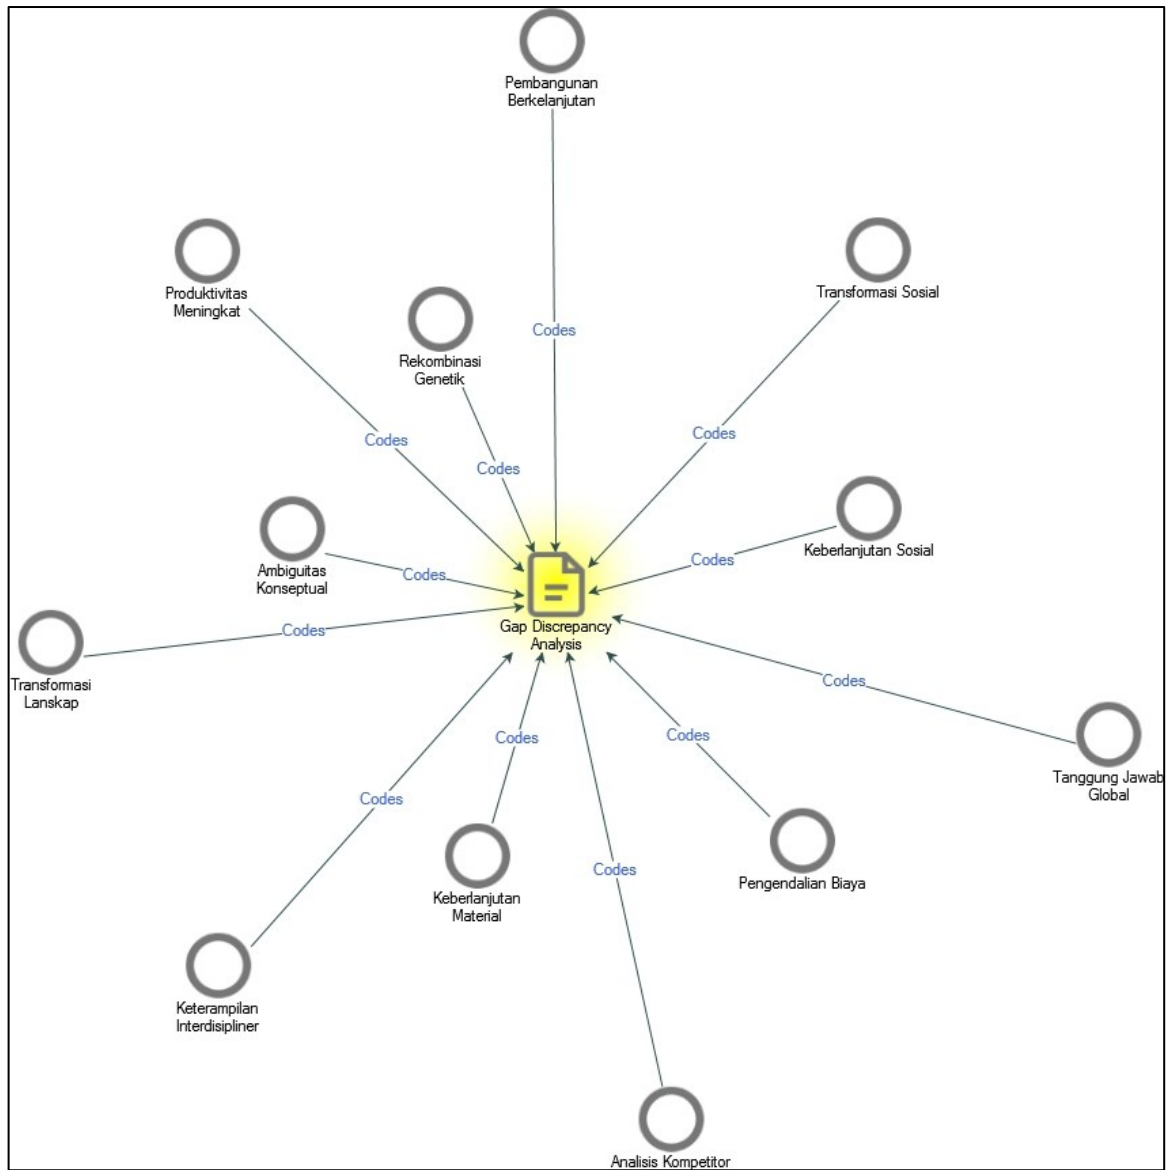 Pembangunan
Berkelanjutan
Transformasi Sosial
Produktivitas
Meningkat
Codes
Rekombinasi
Genetik
Codes
Codes
Codes
Keberlanjutan Sosial
Codes
Ambiguitas
Konseptual
Codes
Gap Discrepancy
Analysis
Codes
Transformasi
Lanskap
Codes
Tanggung Jawab
Global
Codes
Codes
Codes
Pengendalian Biaya
Keberlanjutan
Material
Codes
Keterampilan
Interdisipliner
Analisis Kompetitor